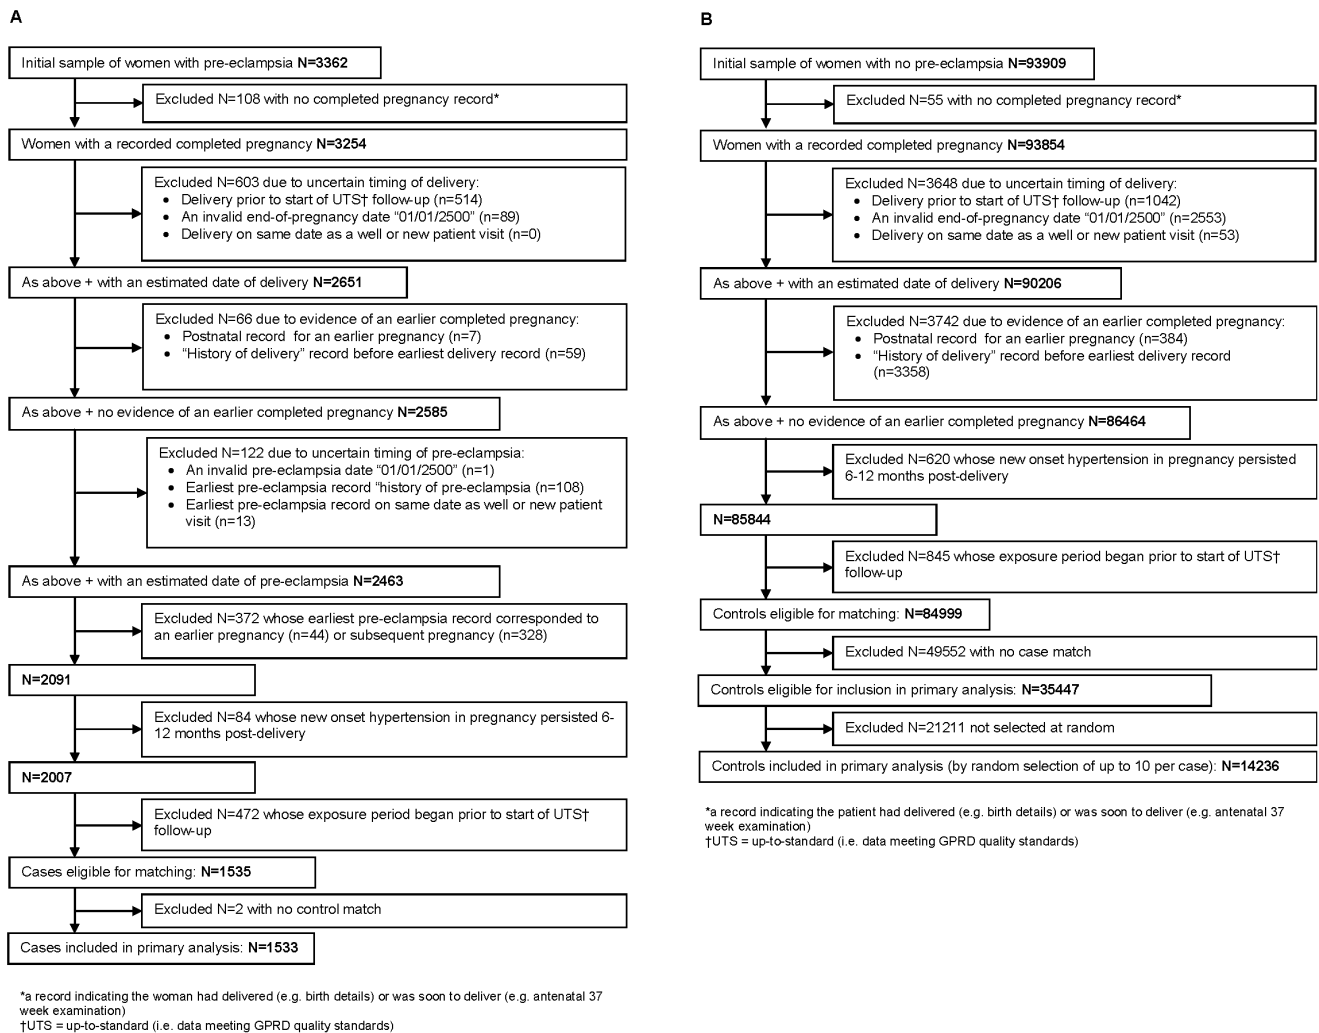 A
Initial sample of women with pre-eclampsia N=3362
Excluded N=108 with no completed pregnancy record*
Women with a recorded completed pregnancy N=3254
Excluded N=603 due to uncertain timing of delivery:
• Delivery prior to start of UTS† follow-up (n=514)
• An invalid end-of-pregnancy date “01/01/2500” (n=89)
• Delivery on same date as a well or new patient visit (n=0)
As above + with an estimated date of delivery N=2651
Excluded N=66 due to evidence of an earlier completed pregnancy:
• Postnatal record for an earlier pregnancy (n=7)
• “History of delivery” record before earliest delivery record (n=59)
As above + no evidence of an earlier completed pregnancy N=2585
Excluded N=122 due to uncertain timing of pre-eclampsia:
• An invalid pre-eclampsia date “01/01/2500” (n=1)
• Earliest pre-eclampsia record “history of pre-eclampsia (n=108)
• Earliest pre-eclampsia record on same date as well or new patient
visit (n=13)
As above + with an estimated date of pre-eclampsia N=2463
Excluded N=372 whose earliest pre-eclampsia record corresponded to
an earlier pregnancy (n=44) or subsequent pregnancy (n=328)
N=2091
Excluded N=84 whose new onset hypertension in pregnancy persisted 6-
12 months post-delivery
N=2007
Excluded N=472 whose exposure period began prior to start of UTS†
follow-up
Cases eligible for matching: N=1535
Excluded N=2 with no control match
Cases included in primary analysis: N=1533
*a record indicating the woman had delivered (e.g. birth details) or was soon to deliver (e.g. antenatal 37
week examination)
†UTS = up-to-standard (i.e. data meeting GPRD quality standards)
B
Initial sample of women with no pre-eclampsia N=93909
Excluded N=55 with no completed pregnancy record*
Women with a recorded completed pregnancy N=93854
Excluded N=3648 due to uncertain timing of delivery:
• Delivery prior to start of UTS† follow-up (n=1042)
• An invalid end-of-pregnancy date “01/01/2500” (n=2553)
• Delivery on same date as a well or new patient visit (n=53)
As above + with an estimated date of delivery N=90206
Excluded N=3742 due to evidence of an earlier completed pregnancy:
• Postnatal record for an earlier pregnancy (n=384)
• “History of delivery” record before earliest delivery record
(n=3358)
As above + no evidence of an earlier completed pregnancy N=86464
Excluded N=620 whose new onset hypertension in pregnancy persisted
6-12 months post-delivery
N=85844
Excluded N=845 whose exposure period began prior to start of UTS†
follow-up
Controls eligible for matching: N=84999
Excluded N=49552 with no case match
Controls eligible for inclusion in primary analysis: N=35447
Excluded N=21211 not selected at random
Controls included in primary analysis (by random selection of up to 10 per case): N=14236
*a record indicating the patient had delivered (e.g. birth details) or was soon to deliver (e.g. antenatal 37
week examination)
†UTS = up-to-standard (i.e. data meeting GPRD quality standards)